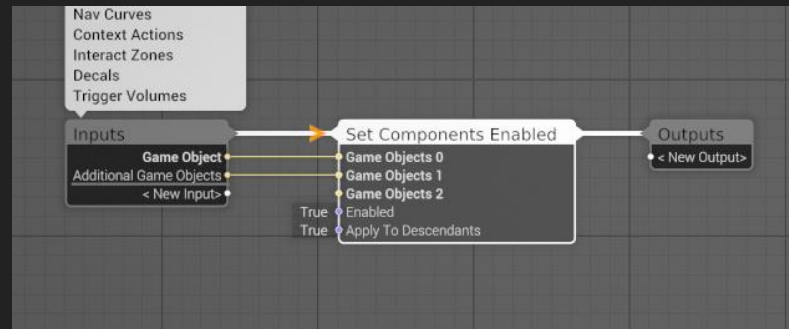 Nav Curves
Context Actions
Interact Zones
Decals
Trigger Volumes
Inputs
Game Object
Additional Game Objects
< New Input>
Set Components Enabled
Game Objects 0
Game Objects 1
Game Objects 2
True Enabled
True Apply To Descendants
Outputs
< New Output>